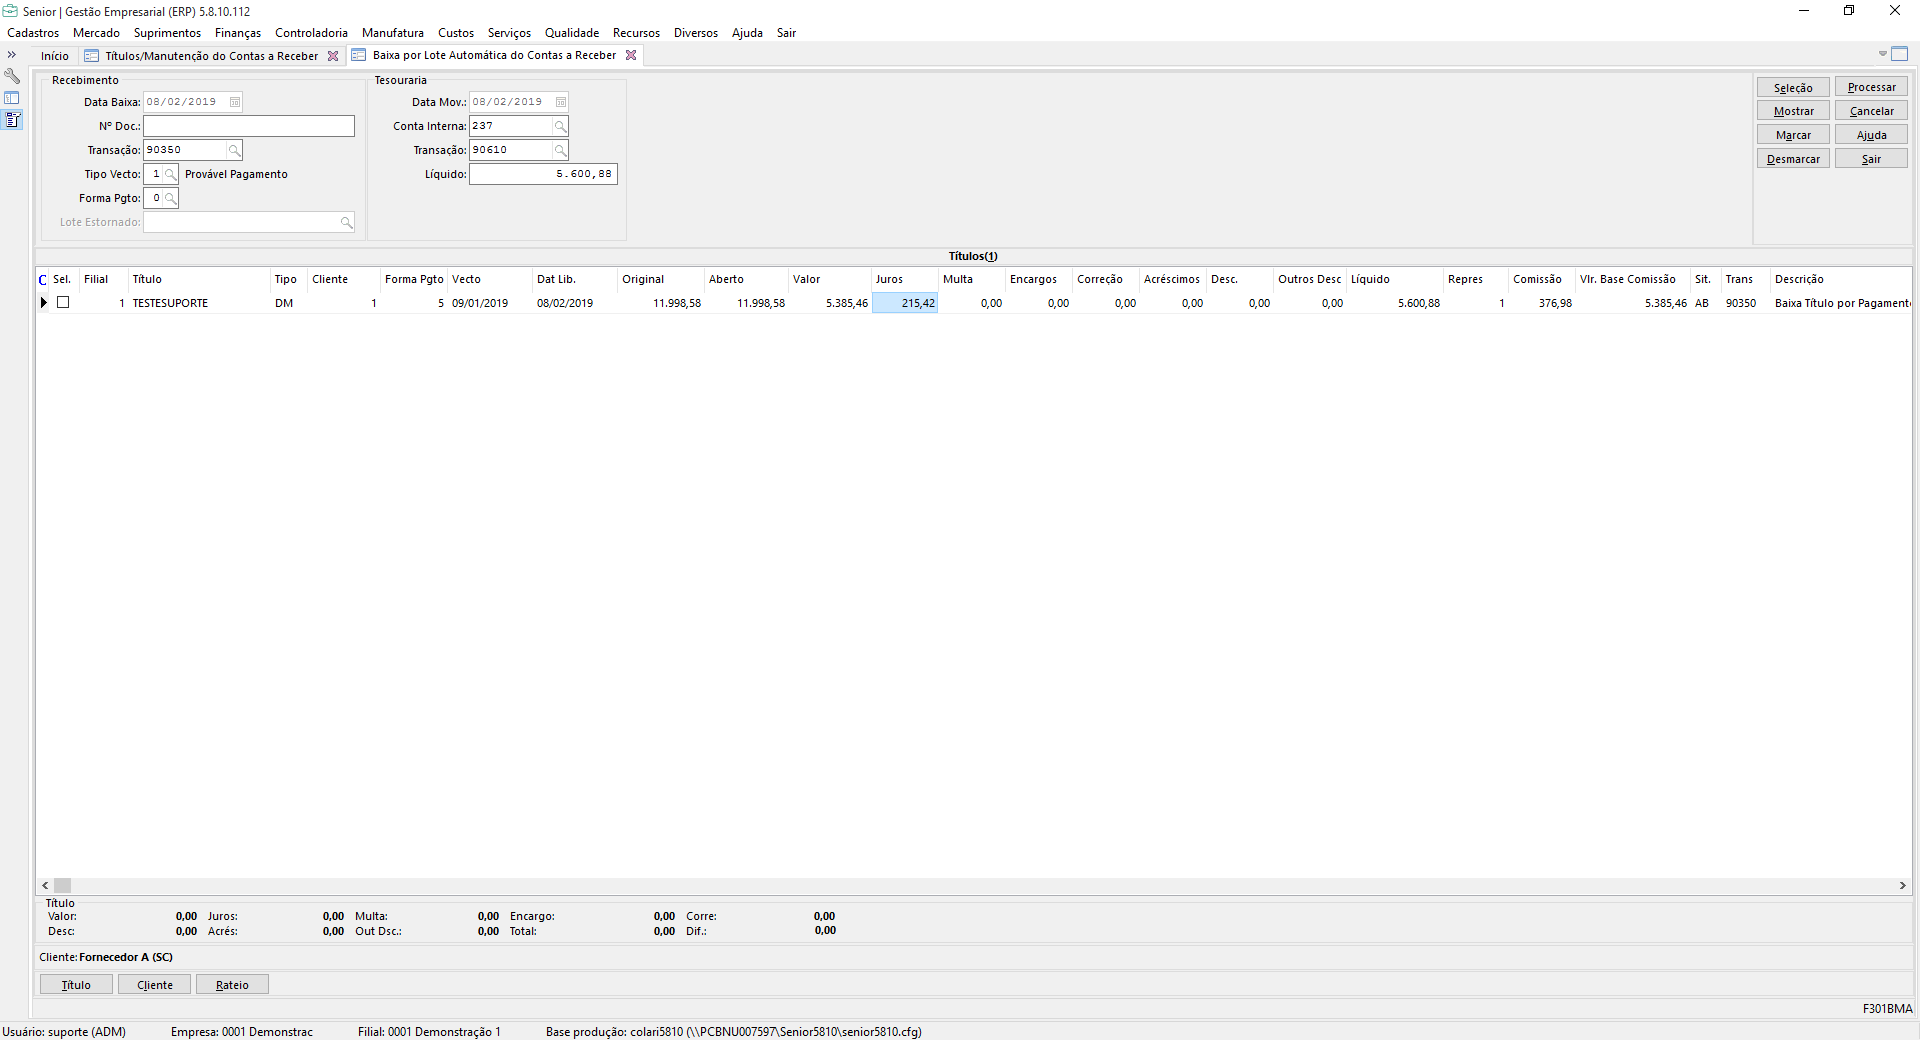 Senior | Gestão Empresarial (ERP) 5.8.10.112
Cadastros Mercado Suprimentos Finanças Controladoria Manufatura Custos Serviços Qualidade Recursos Diversos Ajuda Sair
Início Títulos/Manutenção do Contas a Receber Baixa por Lote Automática do Contas a Receber
Recebimento Tesouraria
Data Baixa: 08/02/2019 Data Mov.: 08/02/2019 Seleção Processar
Nº Doc.: Conta Interna: 237 Mostrar Cancelar
Transação: 90350 Transação: 90610 Marcar Ajuda
Tipo Vecto: 1 Provável Pagamento Líquido: 5.600,88 Desmarcar Sair
Forma Pgto: 0
Lote Estornado:
Títulos(1)
C Sel. Filial Título Tipo Cliente Forma Pgto Vecto Dat Lib. Original Aberto Valor Juros Multa Encargos Correção Acréscimos Desc. Outros Desc Líquido Repres Comissão Vlr. Base Comissão Sit. Trans Descrição
1 TESTESUPORTE DM 1 5 09/01/2019 08/02/2019 11.998,58 11.998,58 5.385,46 215,42 0,00 0,00 0,00 0,00 0,00 0,00 5.600,88 1 376,98 5.385,46 AB 90350 Baixa Título por Pagament
Título
Valor: 0,00 Juros: 0,00 Multa: 0,00 Encargo: 0,00 Corre: 0,00
Desc: 0,00 Acrés: 0,00 Out Dsc.: 0,00 Total: 0,00 Dif.: 0,00
Cliente: Fornecedor A (SC)
Título Cliente Rateio
F301BMA
Usuário: suporte (ADM) Empresa: 0001 Demonstrac Filial: 0001 Demonstração 1 Base produção: colari5810 (\\PCBNU007597\Senior5810\senior5810.cfg)